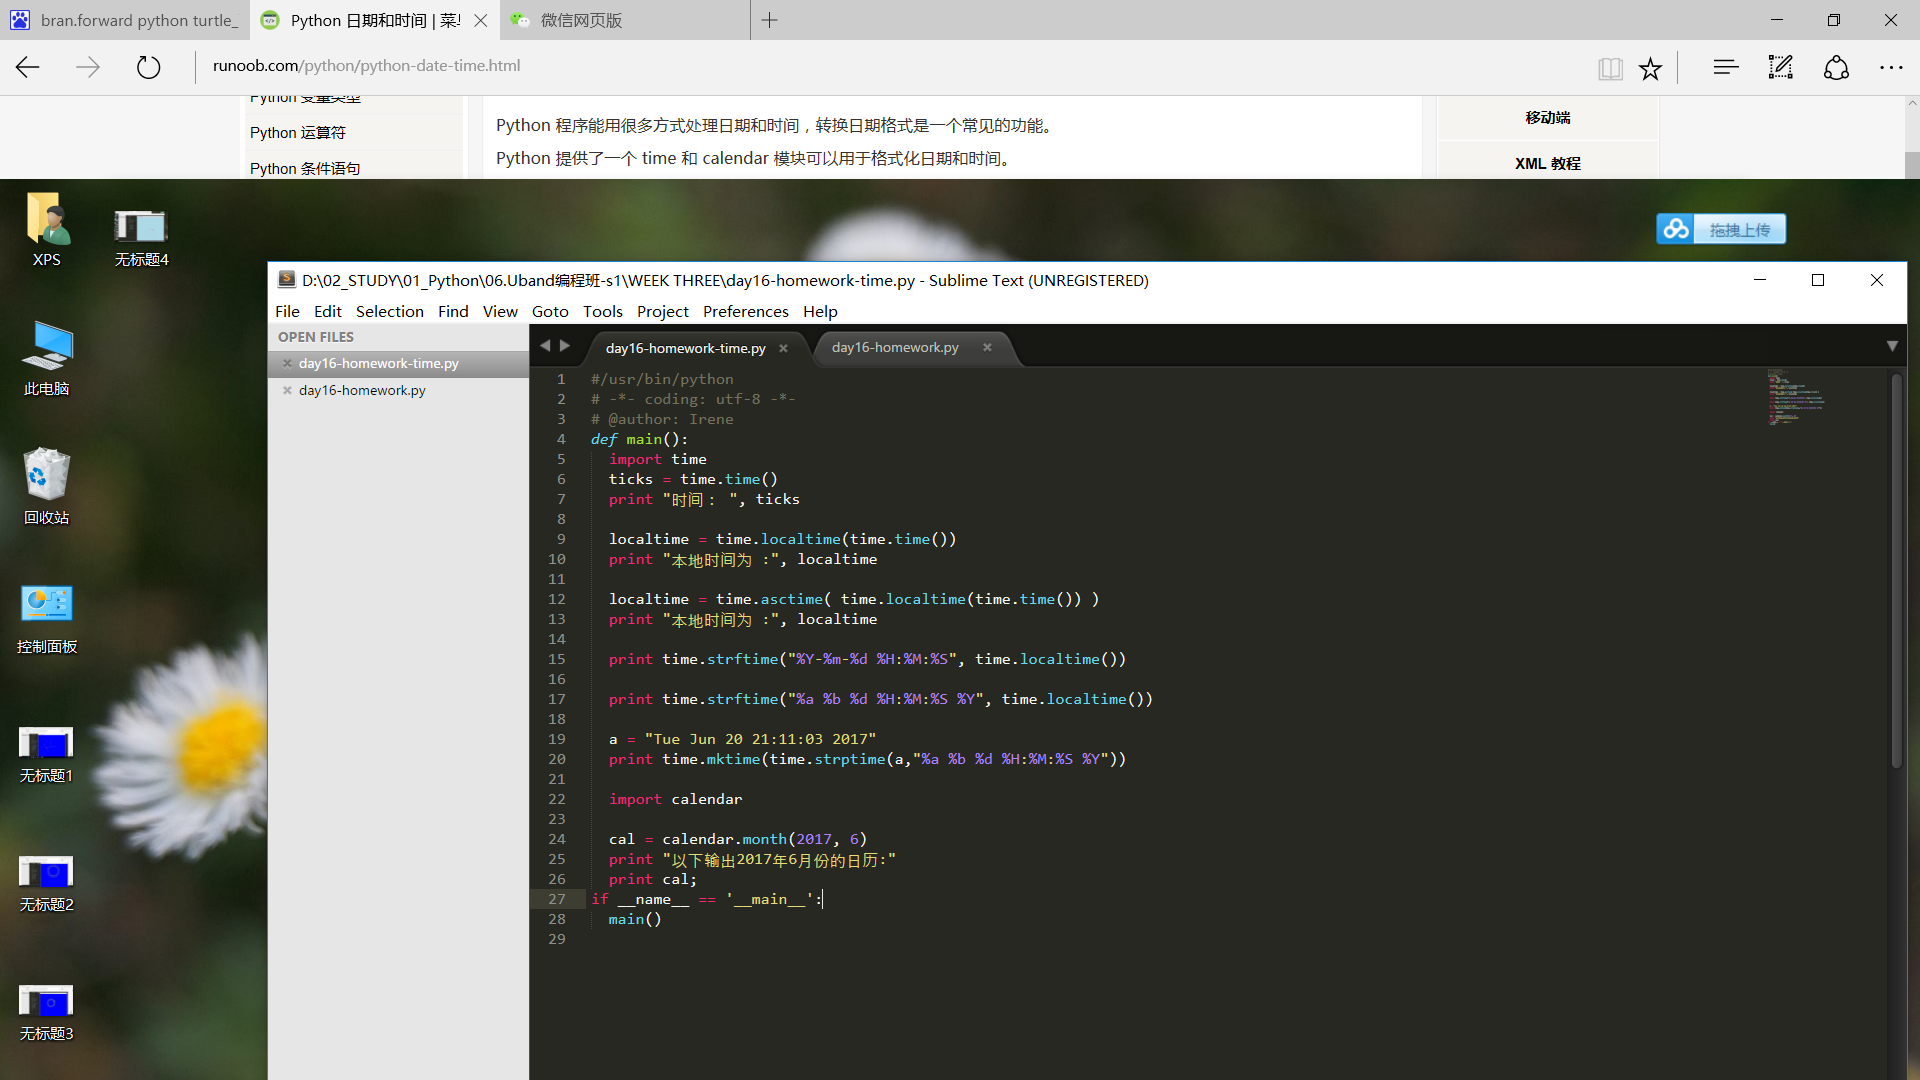 bran.forward python turtle_
Python 日期和时间 | 菜
微信网页版
runoob.com/python/python-date-time.html
Python 变量类型
Python 运算符
Python 条件语句
Python 程序能用很多方式处理日期和时间，转换日期格式是一个常见的功能。
Python 提供了一个 time 和 calendar 模块可以用于格式化日期和时间。
移动端
XML 教程
拖拽上传
XPS
无标题4
此电脑
回收站
控制面板
无标题1
无标题2
无标题3
D:\02_STUDY\01_Python\06.Uband编程班-s1\WEEK THREE\day16-homework-time.py - Sublime Text (UNREGISTERED)
File Edit Selection Find View Goto Tools Project Preferences Help
OPEN FILES
day16-homework-time.py
day16-homework.py
day16-homework-time.py
day16-homework.py
1 #/usr/bin/python
2 # -*- coding: utf-8 -*-
3 # @author: Irene
4 def main():
5 import time
6 ticks = time.time()
7 print "时间： ", ticks
8
9 localtime = time.localtime(time.time())
10 print "本地时间为 :", localtime
11
12 localtime = time.asctime( time.localtime(time.time()) )
13 print "本地时间为 :", localtime
14
15 print time.strftime("%Y-%m-%d %H:%M:%S", time.localtime())
16
17 print time.strftime("%a %b %d %H:%M:%S %Y", time.localtime())
18
19 a = "Tue Jun 20 21:11:03 2017"
20 print time.mktime(time.strptime(a,"%a %b %d %H:%M:%S %Y"))
21
22 import calendar
23
24 cal = calendar.month(2017, 6)
25 print "以下输出2017年6月份的日历:"
26 print cal;
27 if __name__ == '__main__':
28 main()
29